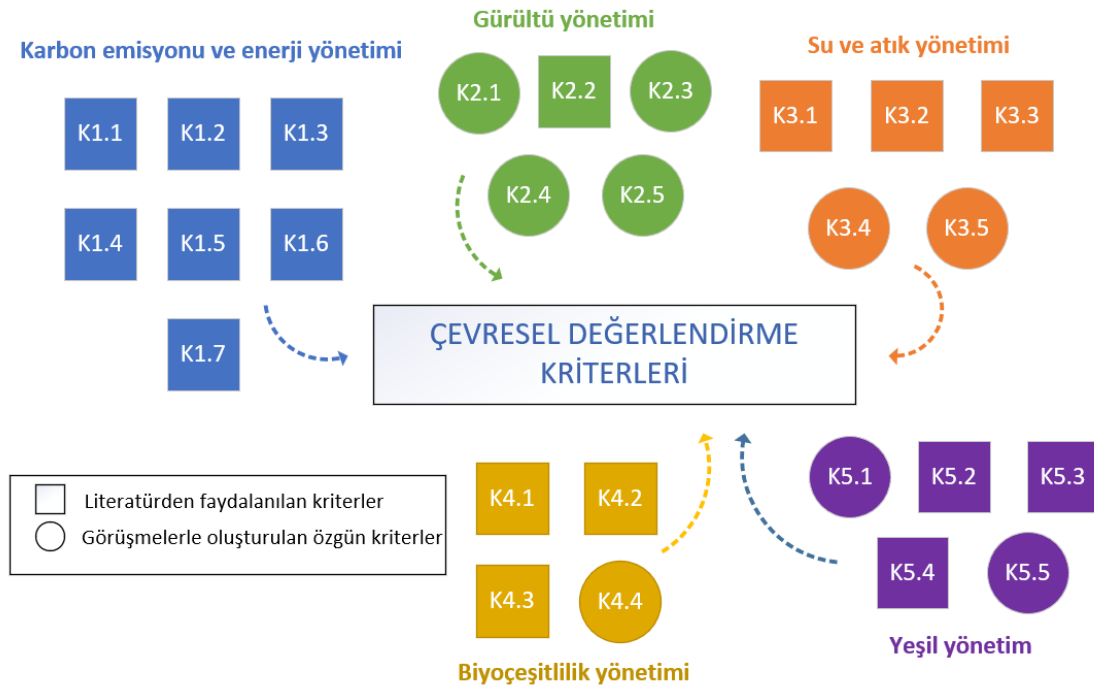 Karbon emisyonu ve enerji yönetimi
K1.1 K1.2 K1.3
K1.4 K1.5 K1.6
K1.7
Gürültü yönetimi
K2.1 K2.2 K2.3
K2.4 K2.5
Su ve atık yönetimi
K3.1 K3.2 K3.3
K3.4 K3.5
ÇEVRESEL DEĞERLENDİRME
KRİTERLERİ
Literatürden faydalanılan kriterler
Görüşmelerle oluşturulan özgün kriterler
K4.1 K4.2
K4.3 K4.4
Biyoçeşitlilik yönetimi
K5.1 K5.2 K5.3
K5.4 K5.5
Yeşil yönetim